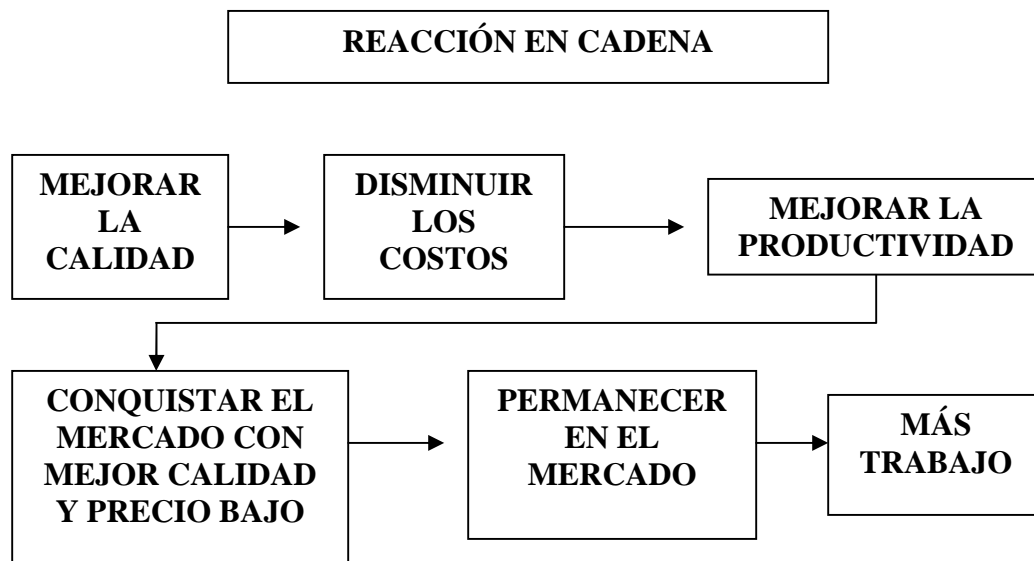 REACCIÓN EN CADENA
MEJORAR
LA
CALIDAD
DISMINUIR
LOS
COSTOS
MEJORAR LA
PRODUCTIVIDAD
CONQUISTAR EL
MERCADO CON
MEJOR CALIDAD
Y PRECIO BAJO
PERMANECER
EN EL
MERCADO
MÁS
TRABAJO